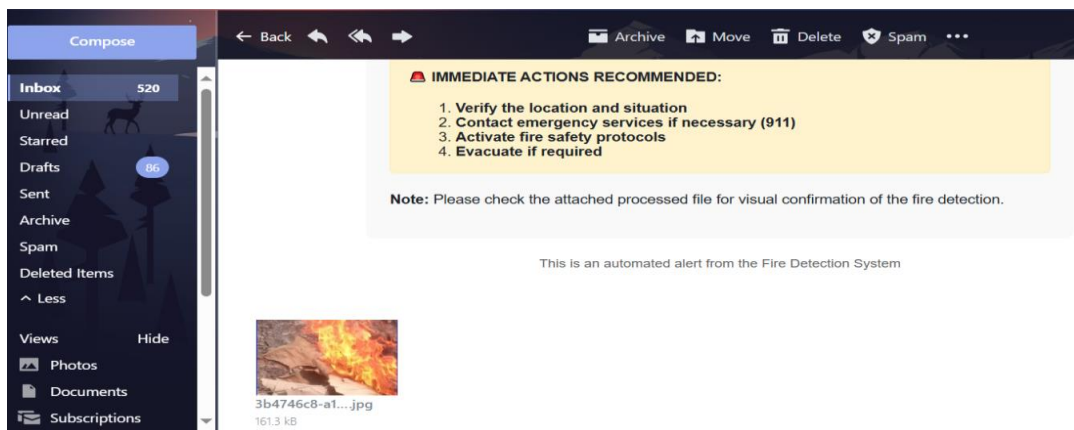 Compose
Inbox 520
Unread
Starred
Drafts 86
Sent
Archive
Spam
Deleted Items
Less
Views Hide
Photos
Documents
Subscriptions
Back
Archive Move Delete Spam
IMMEDIATE ACTIONS RECOMMENDED:
1. Verify the location and situation
2. Contact emergency services if necessary (911)
3. Activate fire safety protocols
4. Evacuate if required
Note: Please check the attached processed file for visual confirmation of the fire detection.
This is an automated alert from the Fire Detection System
3b4746c8-a1....jpg
161.3 kB